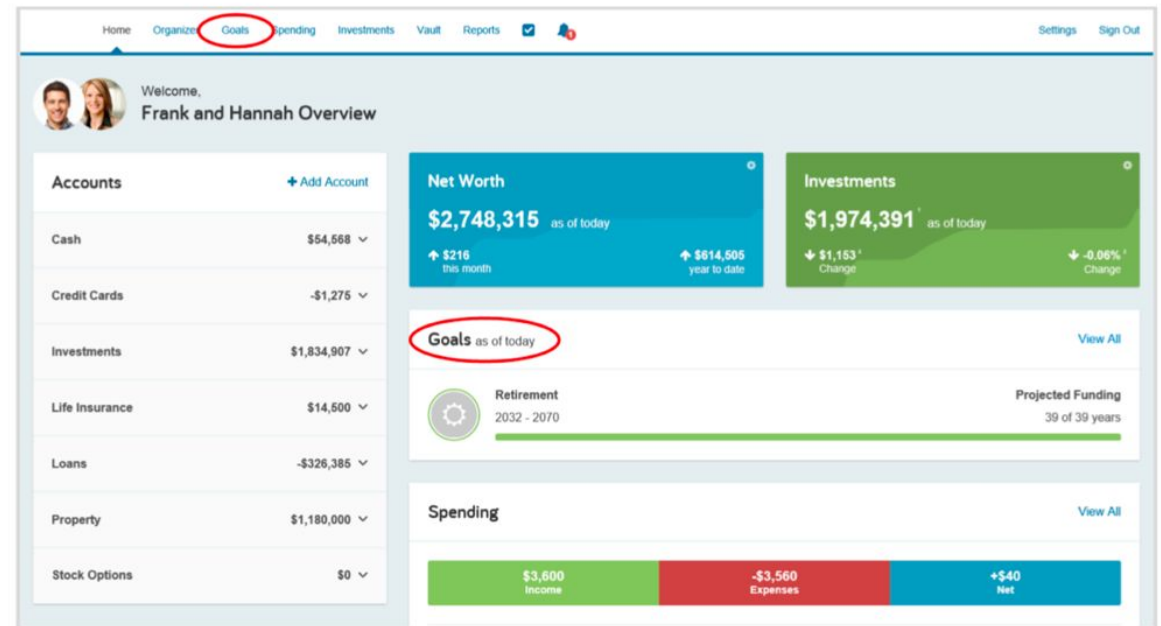 Home Organizer Goals Spending Investments Vault Reports 1 Settings Sign Out
Welcome,
Frank and Hannah Overview
Accounts + Add Account
Cash $54,568
Credit Cards -$1,275
Investments $1,834,907
Life Insurance $14,500
Loans -$326,385
Property $1,180,000
Stock Options $0
Net Worth
$2,748,315 as of today
$216 $614,505
this month year to date
Investments
$1,974,391 as of today
$1,153 -0.06%
Change Change
Goals as of today View All
Retirement Projected Funding
2032 - 2070 39 of 39 years
Spending View All
$3,600 -$3,560 +$40
Income Expenses Net